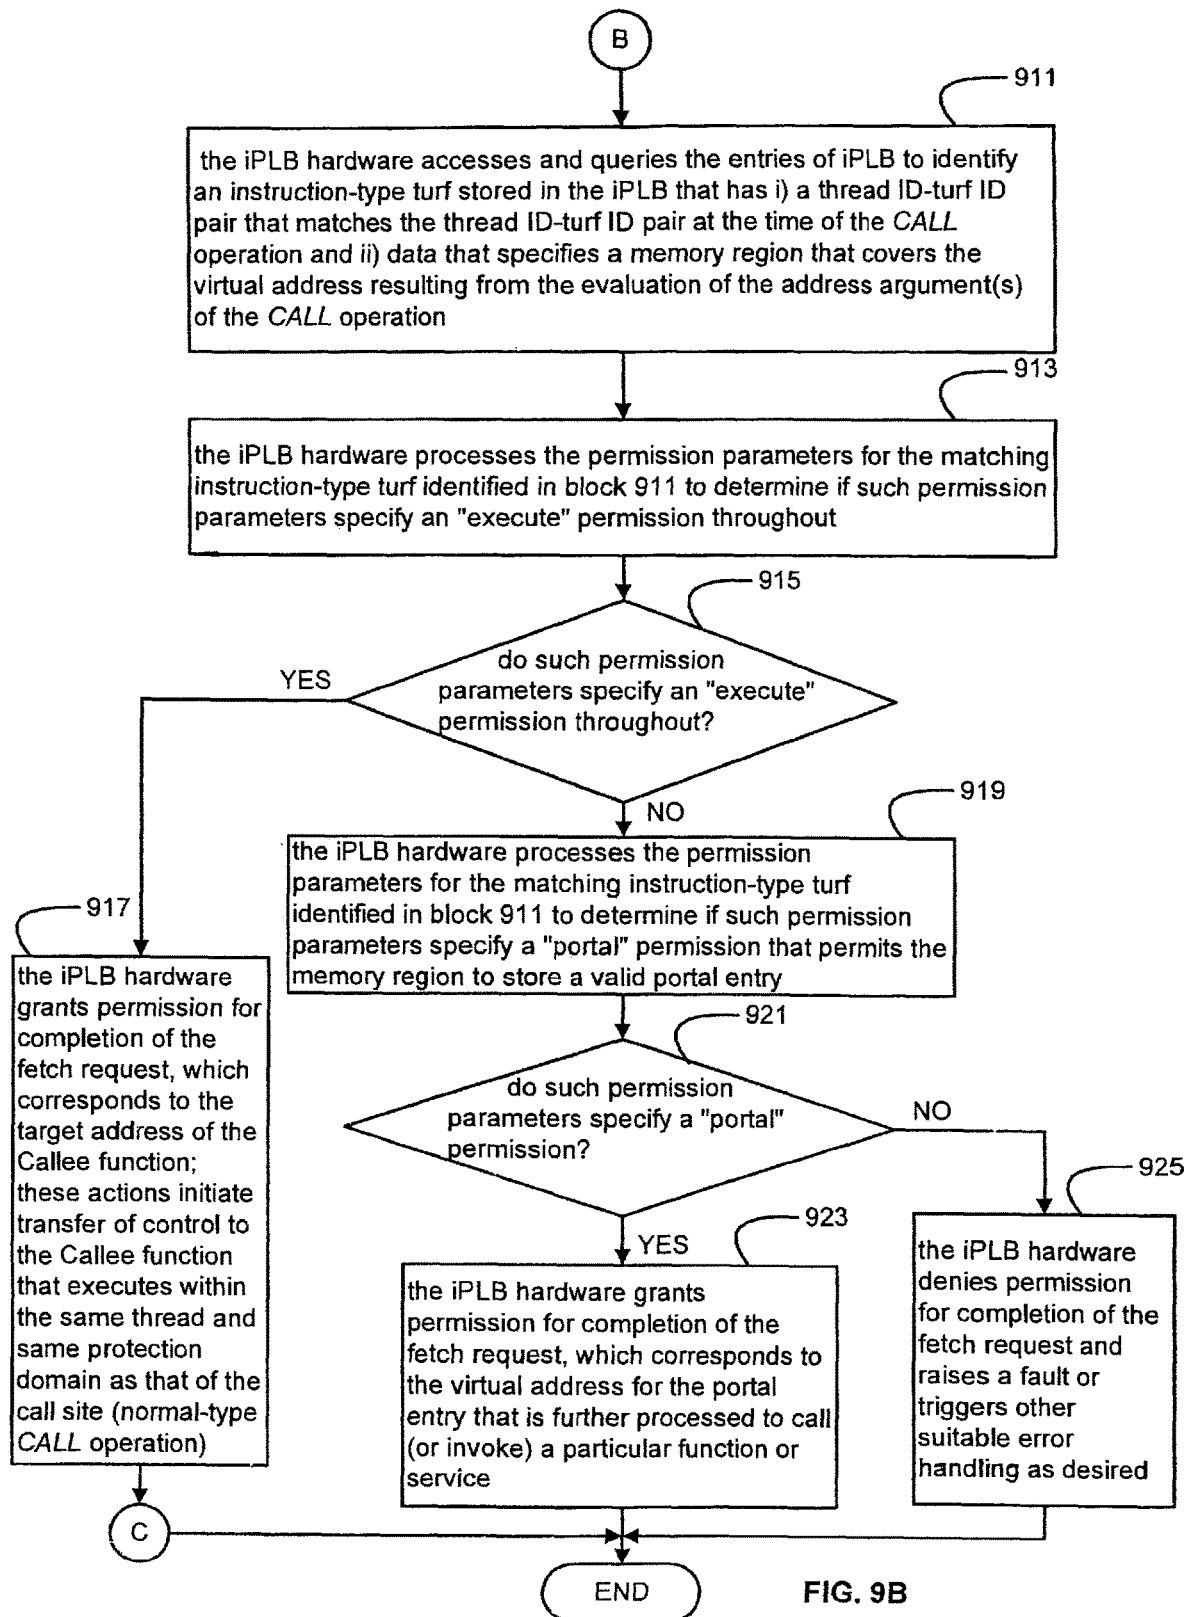 B
911
the iPLB hardware accesses and queries the entries of iPLB to identify
an instruction-type turf stored in the iPLB that has i) a thread ID-turf ID
pair that matches the thread ID-turf ID pair at the time of the CALL
operation and ii) data that specifies a memory region that covers the
virtual address resulting from the evaluation of the address argument(s)
of the CALL operation
913
the iPLB hardware processes the permission parameters for the matching
instruction-type turf identified in block 911 to determine if such permission
parameters specify an "execute" permission throughout
915
do such permission
parameters specify an "execute"
permission throughout?
YES
NO
919
the iPLB hardware processes the permission
parameters for the matching instruction-type turf
identified in block 911 to determine if such permission
parameters specify a "portal" permission that permits the
memory region to store a valid portal entry
917
the iPLB hardware
grants permission for
completion of the
fetch request, which
corresponds to the
target address of the
Callee function;
these actions initiate
transfer of control to
the Callee function
that executes within
the same thread and
same protection
domain as that of the
call site (normal-type
CALL operation)
921
do such permission
parameters specify a "portal"
permission?
NO
YES
923
the iPLB hardware grants
permission for completion of the
fetch request, which corresponds to
the virtual address for the portal
entry that is further processed to call
(or invoke) a particular function or
service
925
the iPLB hardware
denies permission
for completion of the
fetch request and
raises a fault or
triggers other
suitable error
handling as desired
C
END
FIG. 9B